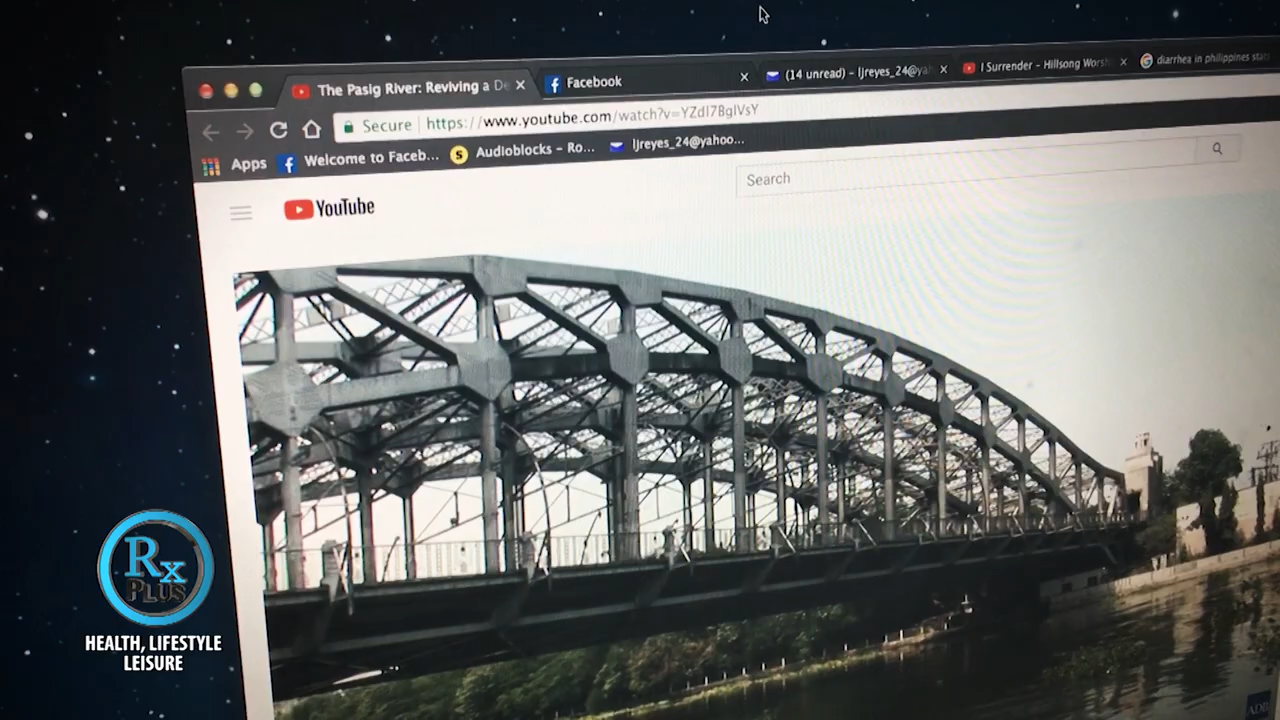 The Pasig River: Reviving a De
Facebook
(14 unread) - ljreyes_24@yah
I Surrender - Hillsong Wors
diarrhea in philippines stat
Secure https://www.youtube.com/watch?v=YZdI7BgIVsY
Apps
Welcome to Faceb...
Audioblocks - Ro...
ljreyes_24@yahoo...
YouTube
Search
Rx
PLUS
HEALTH, LIFESTYLE
LEISURE
ADB